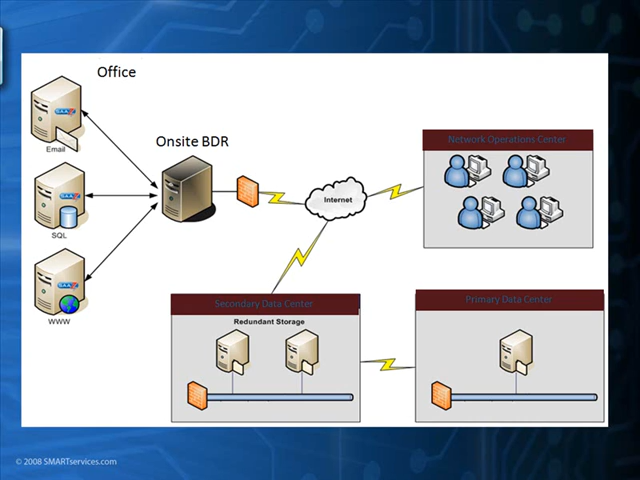 Office
Email
Onsite BDR
SQL
WWW
Internet
Network Operations Center
Secondary Data Center
Redundant Storage
Primary Data Center
© 2008 SMARTservices.com